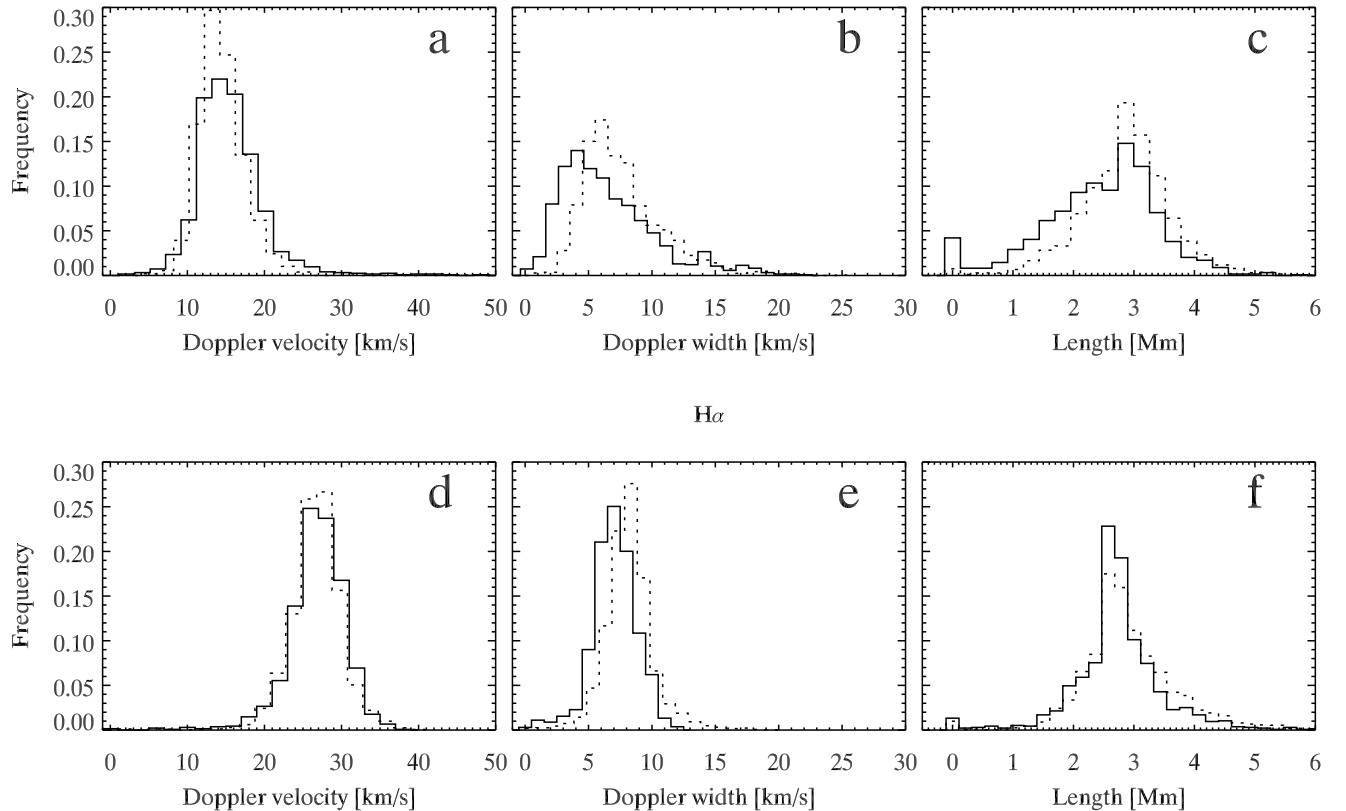 0.30
0.25
0.20
0.15
0.10
0.05
0.00
Frequency
a
b
c
0 10 20 30 40 50
0 5 10 15 20 25 30
0 1 2 3 4 5 6
Doppler velocity [km/s]
Doppler width [km/s]
Length [Mm]
Hα
0.30
0.25
0.20
0.15
0.10
0.05
0.00
Frequency
d
e
f
0 10 20 30 40 50
0 5 10 15 20 25 30
0 1 2 3 4 5 6
Doppler velocity [km/s]
Doppler width [km/s]
Length [Mm]